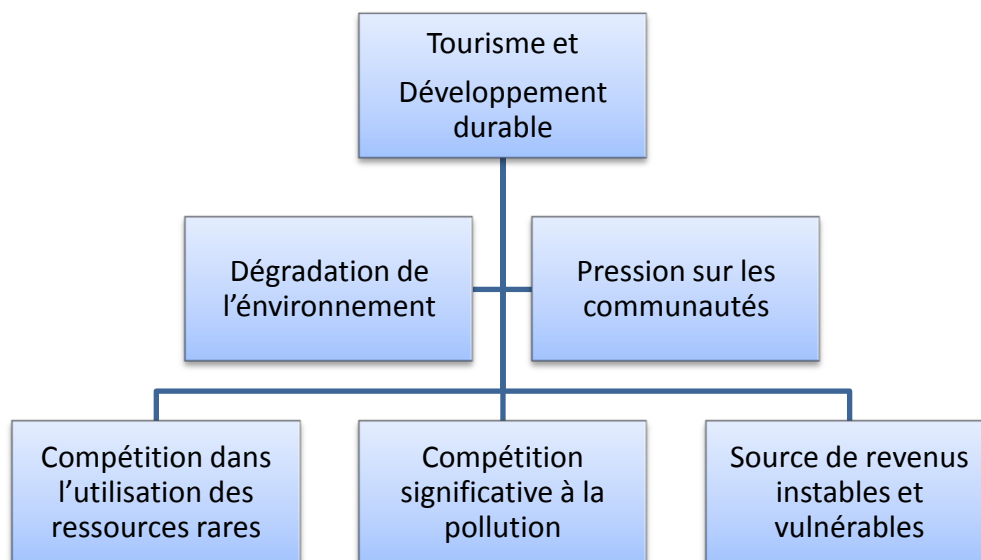 Tourisme et
Développement
durable
Dégradation de
l’énvironnement
Pression sur les
communautés
Compétition dans
l’utilisation des
ressources rares
Compétition
significative à la
pollution
Source de revenus
instables et
vulnérables